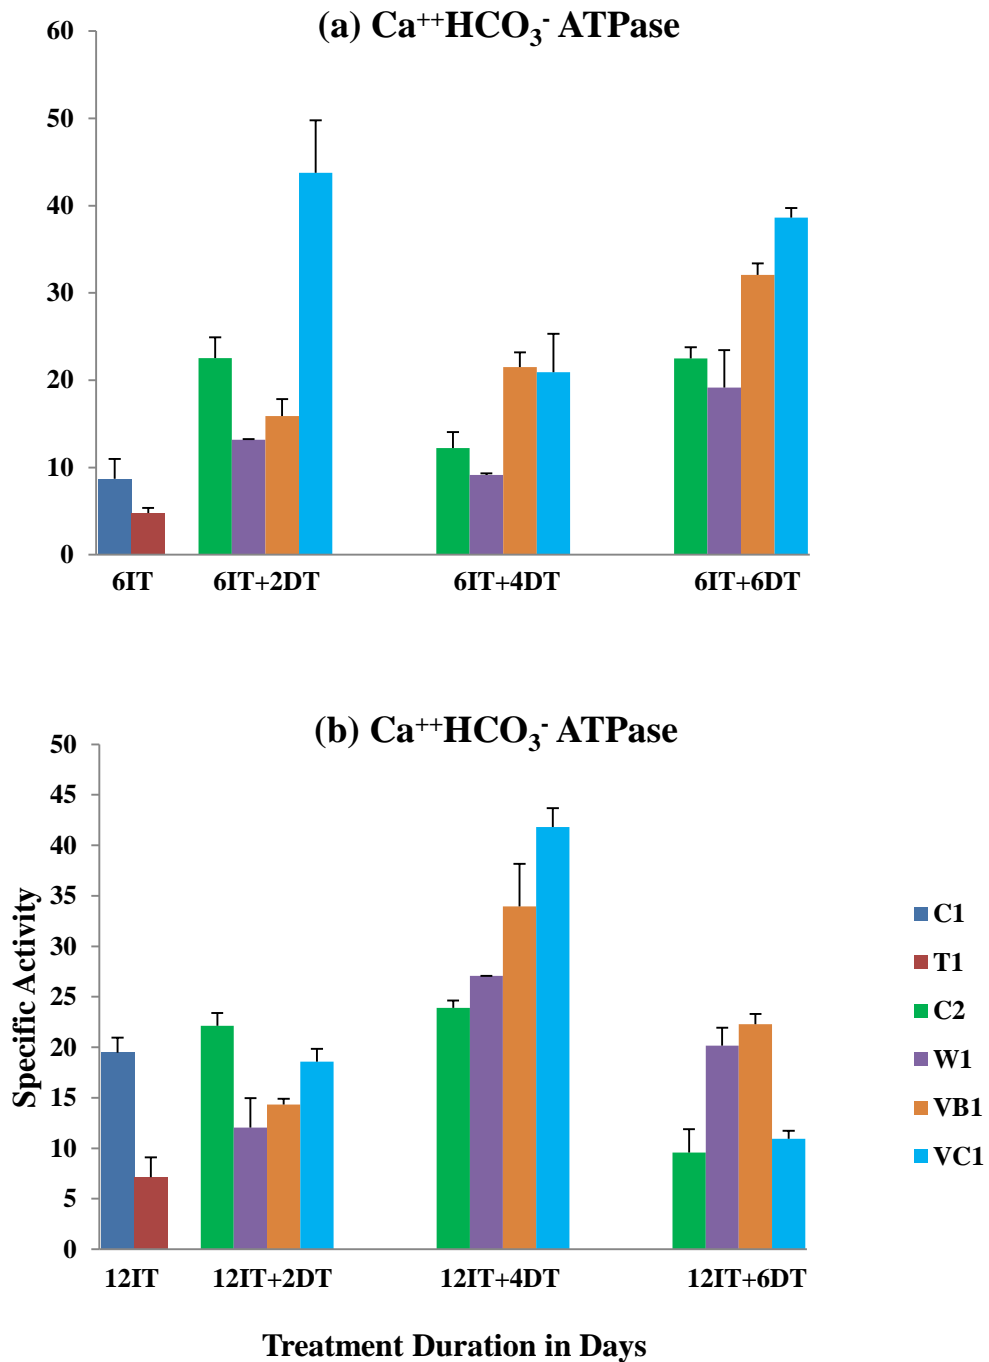 (a) Ca⁺⁺HCO₃⁻ ATPase
60
50
40
30
20
10
0
6IT 6IT+2DT 6IT+4DT 6IT+6DT
(b) Ca⁺⁺HCO₃⁻ ATPase
50
45
40
35
30
25
20
15
10
5
0
Specific Activity
12IT 12IT+2DT 12IT+4DT 12IT+6DT
Treatment Duration in Days
C1
T1
C2
W1
VB1
VC1